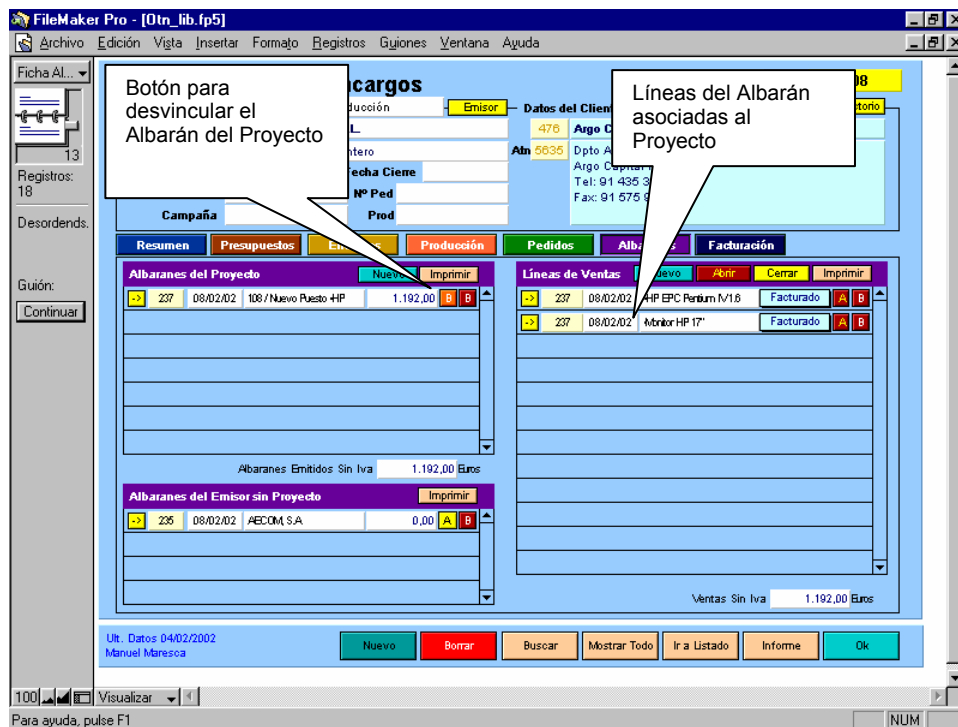 FileMaker Pro - [Otn_lib.fp5]
Archivo Edición Vista Insertar Formato Registros Guiones Ventana Ayuda
Ficha Al...
13
Registros:
18
Desordends.
Guión:
Continuar
Botón para
desvincular el
Albarán del Proyecto
Líneas del Albarán
asociadas al
Proyecto
cargos
08
ducción
Emisor
Datos del Client
torio
L.
476 Argo C
ntero
Atn 5635 Dpto A
Argo Capital
echa Cierre
Tel: 91 435 3
Nº Ped
Fax: 91 575
Campaña
Prod
Resumen Presupuestos Producción Pedidos Facturación
Albaranes del Proyecto Nuevo Imprimir
-> 237 08/02/02 108 / Nuevo Puesto HP 1.192,00 B B
Albaranes Emitidos Sin Iva 1.192,00 Euros
Albaranes del Emisor sin Proyecto Imprimir
-> 235 08/02/02 AECOM, S.A. 0,00 A B
Líneas de Ventas Nuevo Abrir Cerrar Imprimir
-> 237 08/02/02 HP EPC Pentium IV1.6 Facturado A B
-> 237 08/02/02 Monitor HP 17" Facturado A B
Ventas Sin Iva 1.192,00 Euros
Ult. Datos 04/02/2002
Manuel Maresca
Nuevo Borrar Buscar Mostrar Todo Ir a Listado Informe Ok
100 Visualizar
Para ayuda, pulse F1
NUM